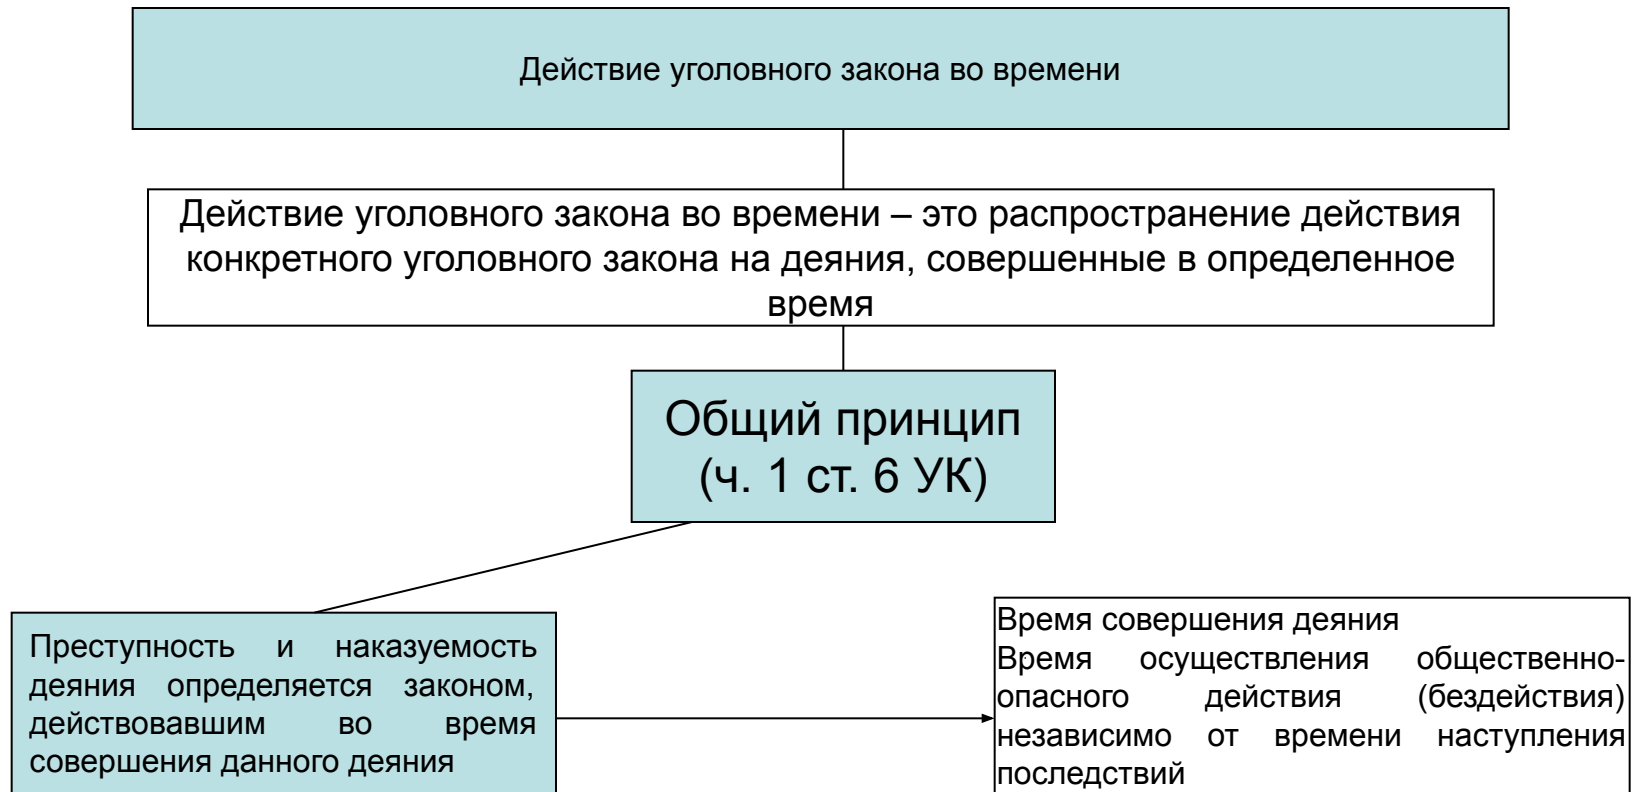 Действие уголовного закона во времени
Действие уголовного закона во времени – это распространение действия
конкретного уголовного закона на деяния, совершенные в определенное
время
Общий принцип
(ч. 1 ст. 6 УК)
Преступность и наказуемость
деяния определяется законом,
действовавшим во время
совершения данного деяния
Время совершения деяния
Время осуществления общественно-
опасного действия (бездействия)
независимо от времени наступления
последствий